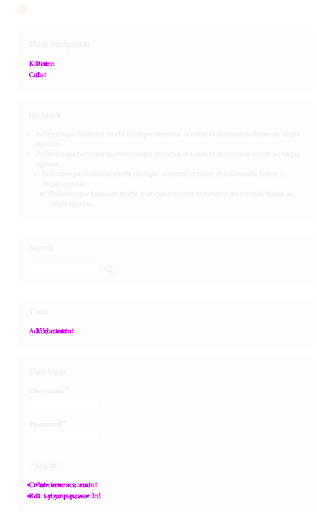 Main navigation
list block
Pellentesque habitant morbi tristique senectus et netus et malesuada fames ac turpis
egestas.
Pellentesque habitant morbi tristique senectus et netus et malesuada fames ac turpis
egestas.
Pellentesque habitant morbi tristique senectus et netus et malesuada fames ac
turpis egestas.
Pellentesque habitant morbi tristique senectus et netus et malesuada fames ac
turpis egestas.
Search
Tools
User login
Username *
Password *
Log in